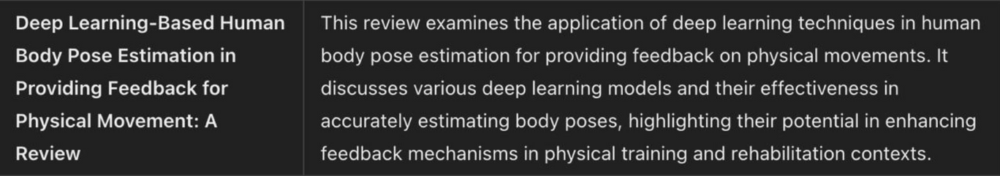 Deep Learning-Based Human
Body Pose Estimation in
Providing Feedback for
Physical Movement: A
Review
This review examines the application of deep learning techniques in human
body pose estimation for providing feedback on physical movements. It
discusses various deep learning models and their effectiveness in
accurately estimating body poses, highlighting their potential in enhancing
feedback mechanisms in physical training and rehabilitation contexts.